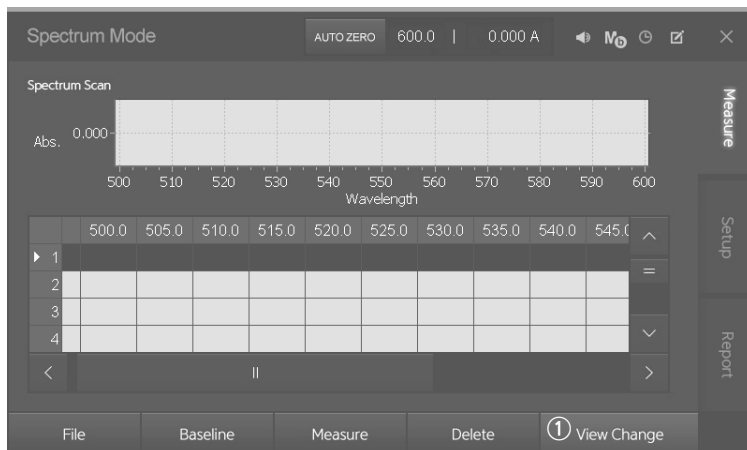 Spectrum Mode AUTO ZERO 600.0 | 0.000 A Mb
Spectrum Scan
Measure
Abs. 0.000
500 510 520 530 540 550 560 570 580 590 600
Wavelength
500.0 505.0 510.0 515.0 520.0 525.0 530.0 535.0 540.0 545.0
1
2
3
4
Setup
Report
File Baseline Measure Delete ① View Change